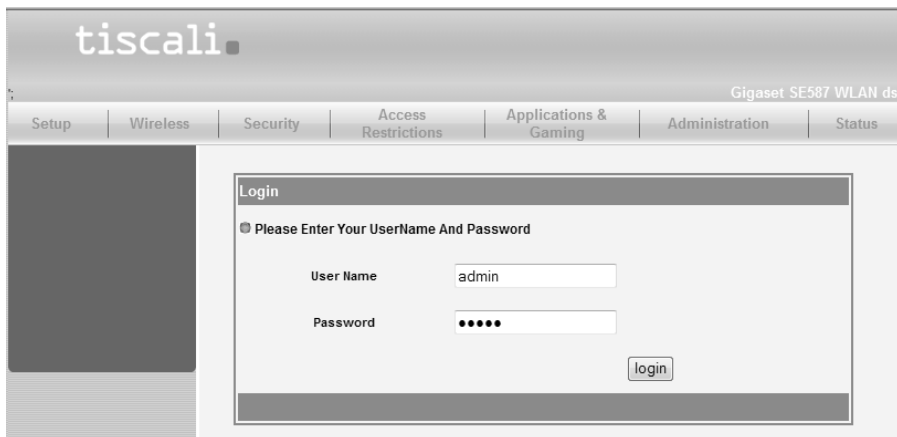 tiscali.
';
Gigaset SE587 WLAN ds
Setup
Wireless
Security
Access
Restrictions
Applications &
Gaming
Administration
Status
Login
Please Enter Your UserName And Password
User Name
admin
Password
•••••
login